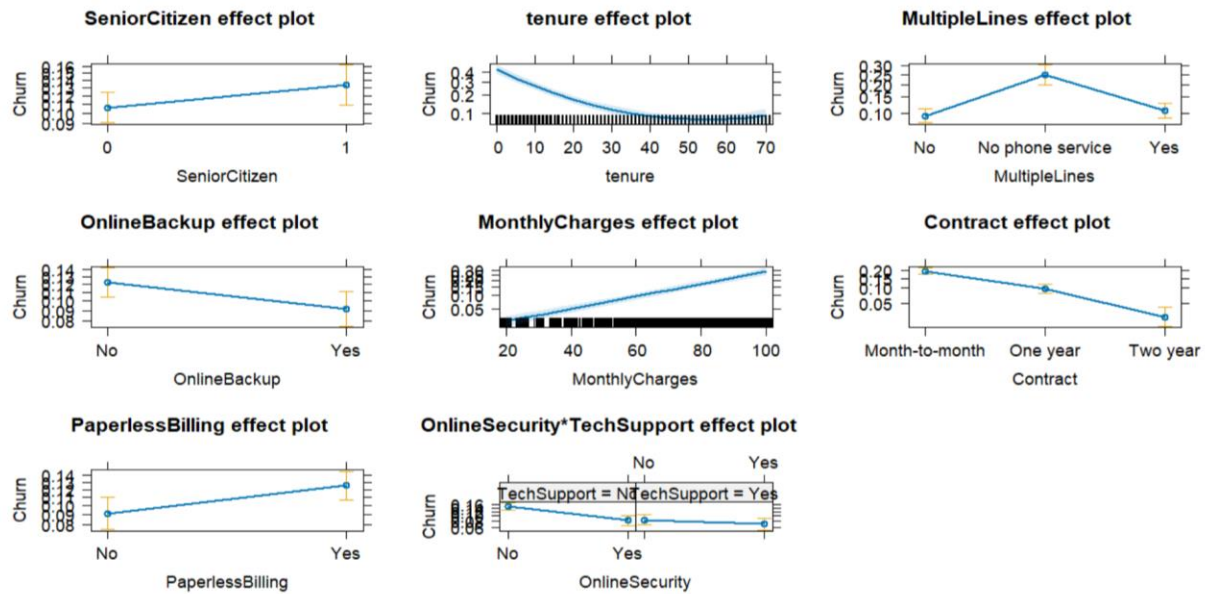 SeniorCitizen effect plot
Churn
0.16
0.09
0 1
SeniorCitizen
tenure effect plot
Churn
0.4
0.3
0.2
0.1
0 10 20 30 40 50 60 70
tenure
MultipleLines effect plot
Churn
0.30
0.25
0.20
0.15
0.10
No No phone service Yes
MultipleLines
OnlineBackup effect plot
Churn
0.14
0.08
No Yes
OnlineBackup
MonthlyCharges effect plot
Churn
0.30
0.10
0.05
20 40 60 80 100
MonthlyCharges
Contract effect plot
Churn
0.20
0.10
0.05
Month-to-month One year Two year
Contract
PaperlessBilling effect plot
Churn
0.14
0.08
No Yes
PaperlessBilling
OnlineSecurity*TechSupport effect plot
No Yes
TechSupport = No TechSupport = Yes
Churn
0.16
0.06
No Yes
OnlineSecurity